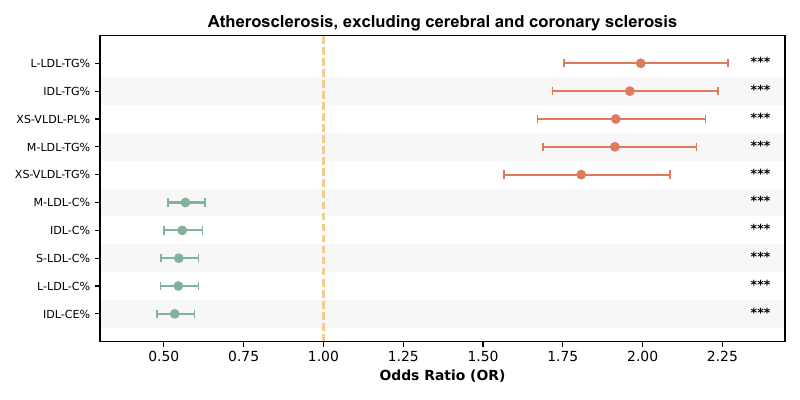 Atherosclerosis, excluding cerebral and coronary sclerosis
L-LDL-TG% ***
IDL-TG% ***
XS-VLDL-PL% ***
M-LDL-TG% ***
XS-VLDL-TG% ***
M-LDL-C% ***
IDL-C% ***
S-LDL-C% ***
L-LDL-C% ***
IDL-CE% ***
0.50 0.75 1.00 1.25 1.50 1.75 2.00 2.25
Odds Ratio (OR)